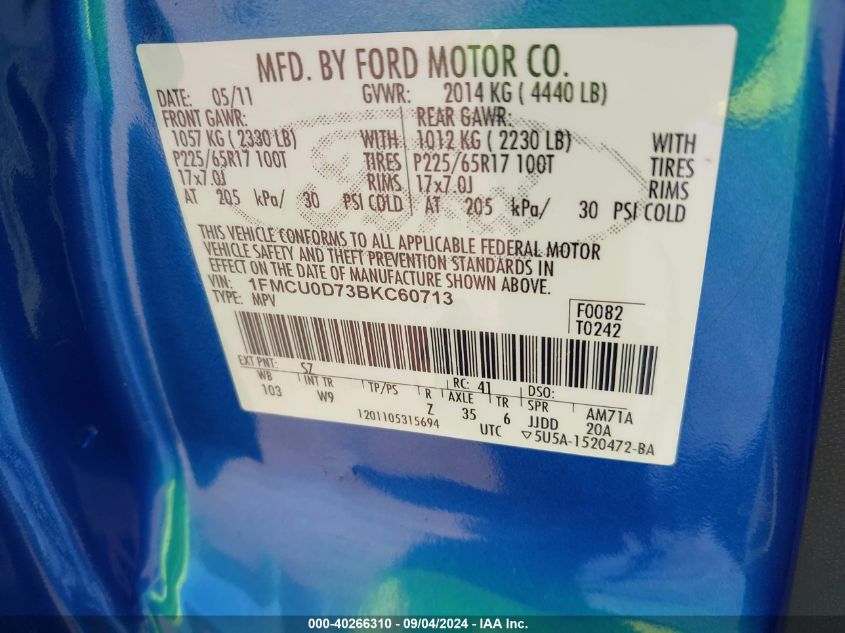 MFD. BY FORD MOTOR CO.
DATE: 05/11 GVWR: 2014 KG ( 4440 LB)
FRONT GAWR: REAR GAWR:
1057 KG ( 2330 LB) WITH 1012 KG ( 2230 LB) WITH
P225/65R17 100T TIRES P225/65R17 100T TIRES
17x7.0J RIMS 17x7.0J RIMS
AT 205 kPa/ 30 PSI COLD AT 205 kPa/ 30 PSI COLD
THIS VEHICLE CONFORMS TO ALL APPLICABLE FEDERAL MOTOR
VEHICLE SAFETY AND THEFT PREVENTION STANDARDS IN
EFFECT ON THE DATE OF MANUFACTURE SHOWN ABOVE.
VIN: 1FMCU0D73BKC60713
TYPE: MPV
F0082
T0242
EXT PNT: SZ RC: 41 DSO:
WB INT TR TP/PS R AXLE TR SPR AM71A
103 W9 Z 35 6 JJDD 20A
1201105315694 UTC ▽5U5A-1520472-BA
000-40266310 - 09/04/2024 - IAA Inc.